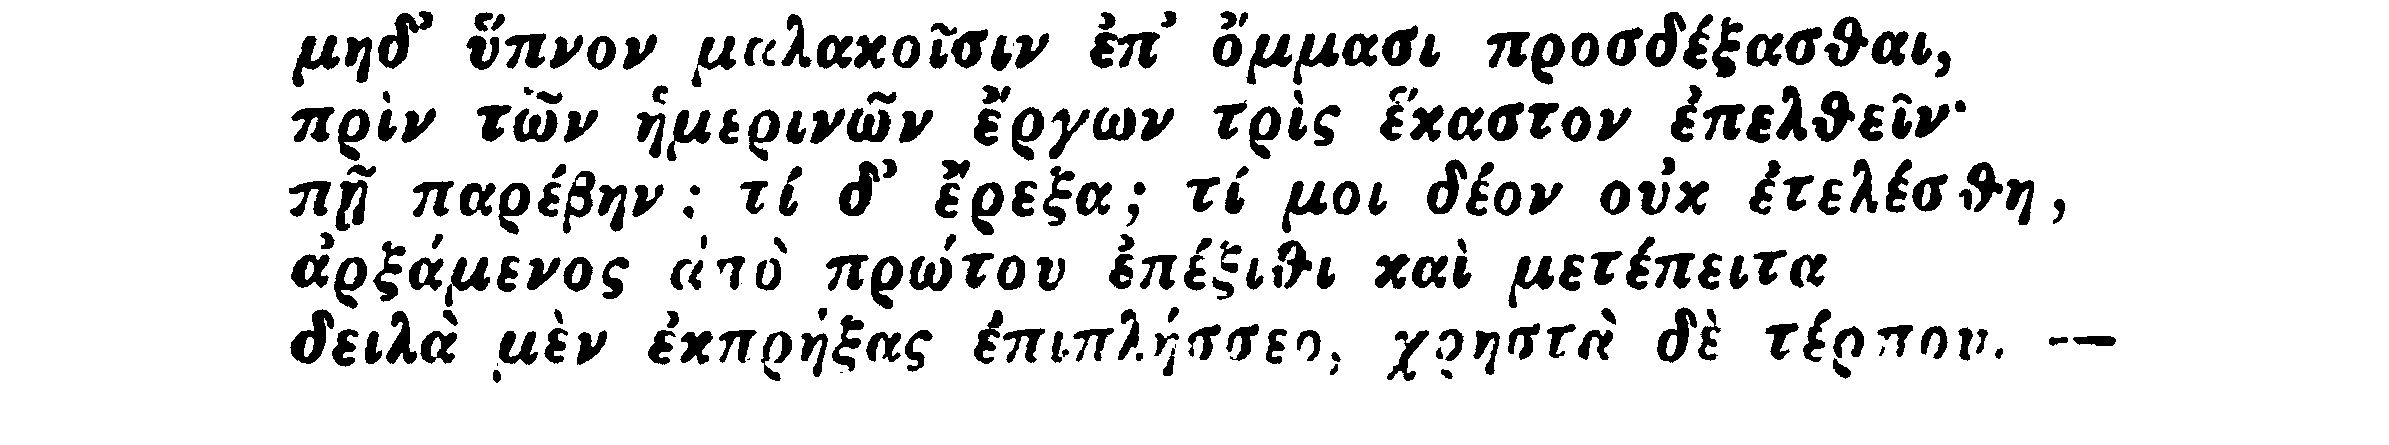 μηδ’ ὕπνον μαλακοῖσιν ἐπ’ ὄμμασι προσδέξασθαι,
πρὶν τῶν ἡμερινῶν ἔργων τρὶς ἕκαστον ἐπελθεῖν·
πῇ παρέβην; τί δ’ ἔρεξα; τί μοι δέον οὐκ ἐτελέσθη,
ἀρξάμενος ἀπὸ πρώτου ἐπέξιθι καὶ μετέπειτα
δειλὰ μὲν ἐκπρήξας ἐπιπλήσσεο, χρηστὰ δὲ τέρπου. —